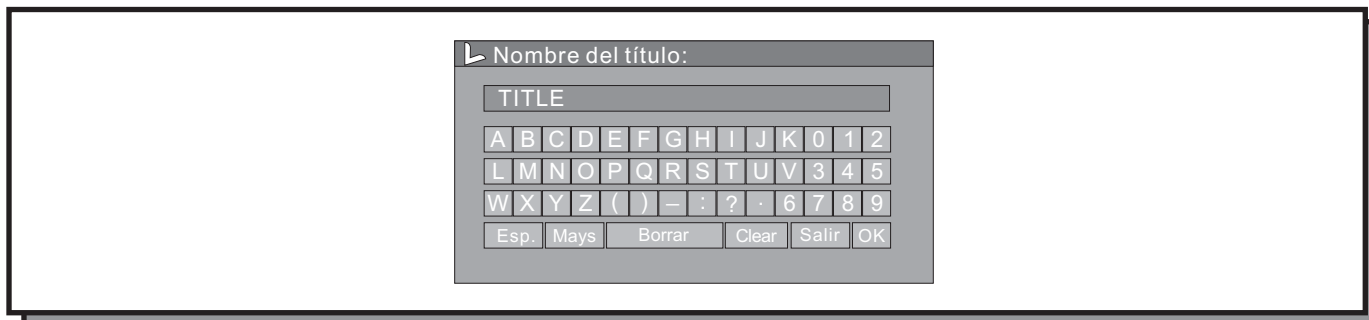 Nombre del título:
TITLE
A B C D E F G H I J K 0 1 2
L M N O P Q R S T U V 3 4 5
W X Y Z ( ) – : ? · 6 7 8 9
Esp. Mays Borrar Clear Salir OK